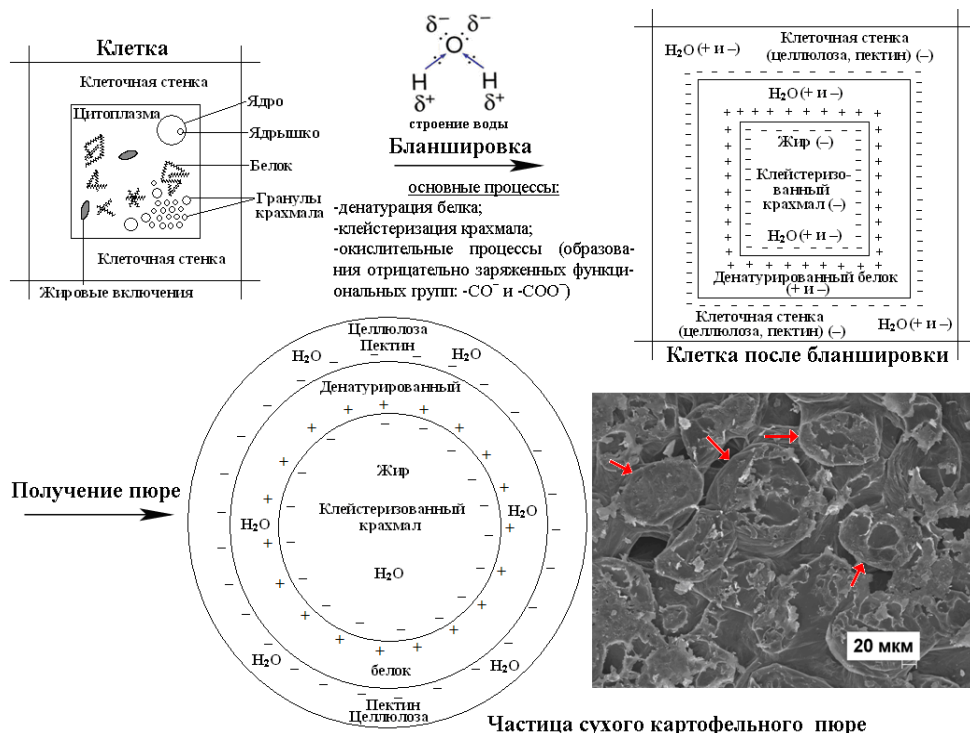 Клетка
Клеточная стенка
Цитоплазма
Ядро
Ядрышко
Белок
Гранулы
крахмала
Клеточная стенка
Жировые включения
δ⁻ δ⁻
O
H H
δ⁺ δ⁺
строение воды
Бланшировка
основные процессы:
-денатурация белка;
-клейстеризация крахмала;
-окислительные процессы (образова-
ния отрицательно заряженных функци-
ональных групп: -CO⁻ и -COO⁻)
Клеточная стенка
H₂O (+ и –) (целлюлоза, пектин) (–)
H₂O (+ и –)
Жир (–)
Клейстеризо-
ванный
крахмал (–)
H₂O (+ и –)
Денатурированный белок
(+ и –)
Клеточная стенка
(целлюлоза, пектин) (–)
H₂O (+ и –)
Клетка после бланшировки
Получение пюре
Целлюлоза
Пектин
H₂O H₂O
Денатурированный
Жир
Клейстеризованный
крахмал
H₂O H₂O
H₂O
H₂O H₂O
белок
Пектин
Целлюлоза
20 мкм
Частица сухого картофельного пюре